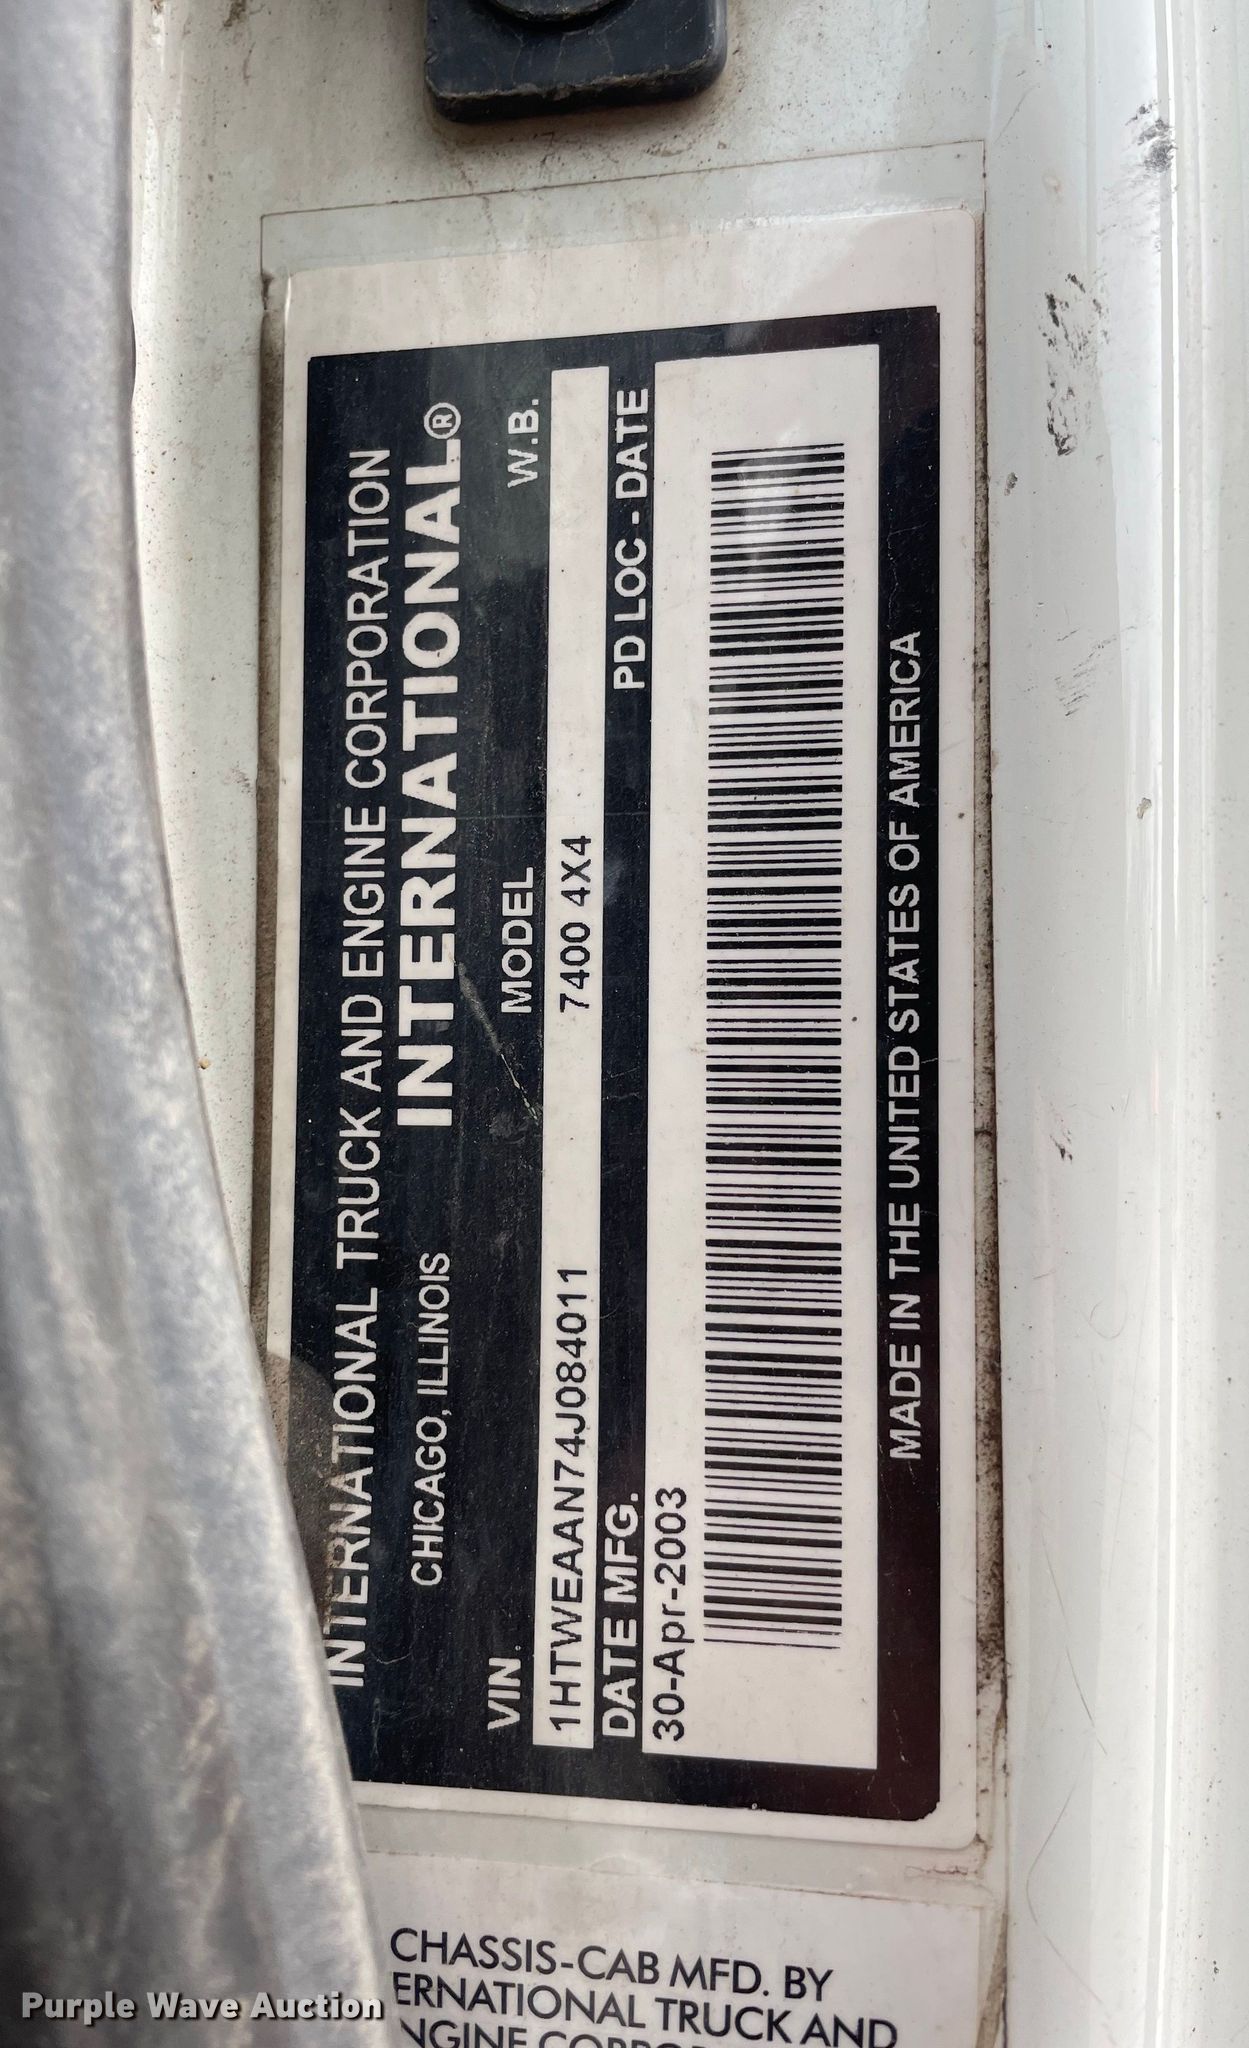 INTERNATIONAL TRUCK AND ENGINE CORPORATION
CHICAGO, ILLINOIS INTERNATIONAL®
VIN MODEL W.B.
1HTWEAAN74J084011 7400 4X4
DATE MFG. PD LOC - DATE
30-Apr-2003
MADE IN THE UNITED STATES OF AMERICA
CHASSIS-CAB MFD. BY
ERNATIONAL TRUCK AND
Purple Wave Auction